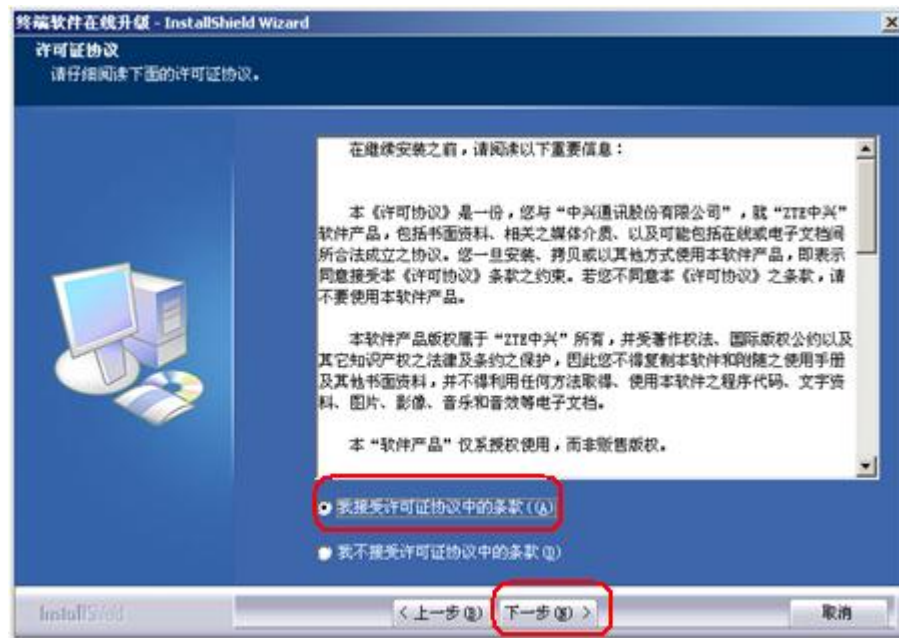 终端软件在线升级 - InstallShield Wizard
许可证协议
请仔细阅读下面的许可证协议。
在继续安装之前，请阅读以下重要信息：
本《许可协议》是一份，您与“中兴通讯股份有限公司”，就“ZTE中兴”
软件产品，包括书面资料、相关之媒体介质、以及可能包括在线或电子文档间
所合法成立之协议。您一旦安装、拷贝或以其他方式使用本软件产品，即表示
同意接受本《许可协议》条款之约束。若您不同意本《许可协议》之条款，请
不要使用本软件产品。
本软件产品版权属于“ZTE中兴”所有，并受著作权法、国际版权公约以及
其它知识产权之法律及条约之保护，因此您不得复制本软件和附随之使用手册
及其他书面资料，并不得利用任何方法取得、使用本软件之程序代码、文字资
料、图片、影像、音乐和音效等电子文档。
本“软件产品”仅系授权使用，而非贩售版权。
我接受许可证协议中的条款((A)
我不接受许可证协议中的条款(D)
InstallShield
< 上一步(B)
下一步(N) >
取消